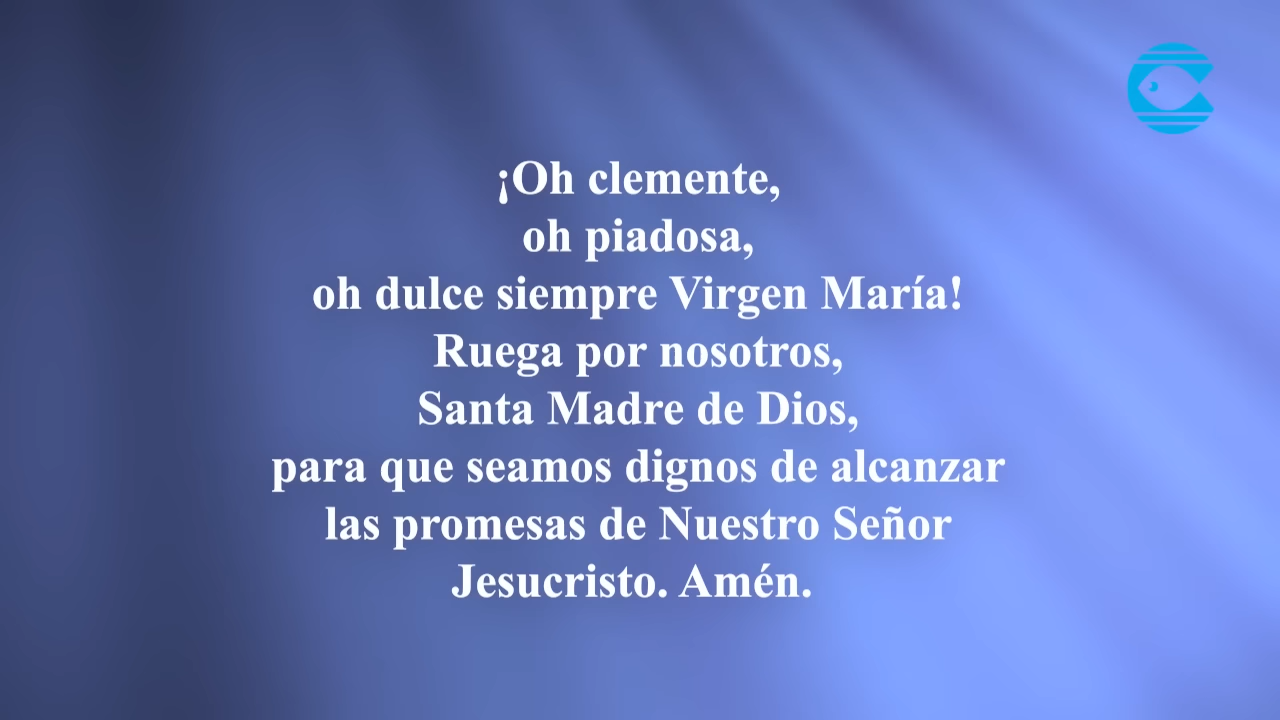 ¡Oh clemente,
oh piadosa,
oh dulce siempre Virgen María!
Ruega por nosotros,
Santa Madre de Dios,
para que seamos dignos de alcanzar
las promesas de Nuestro Señor
Jesucristo. Amén.